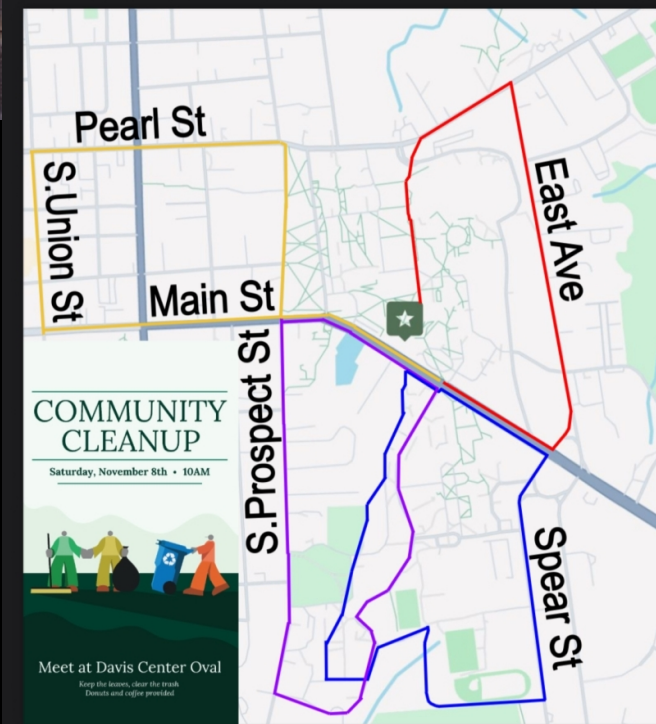 Pearl St
S.Union St
East Ave
Main St
S.Prospect St
Spear St
COMMUNITY
CLEANUP
Saturday, November 8th • 10AM
Meet at Davis Center Oval
Keep the leaves, clear the trash
Donuts and coffee provided